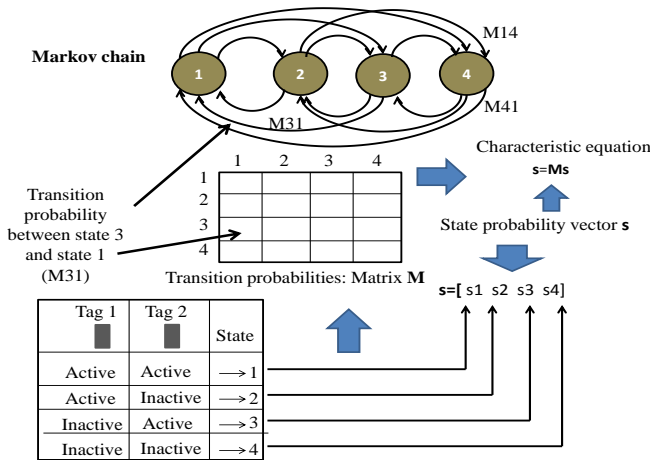 M14
Markov chain
1 2 3 4
M31
M41
1 2 3 4
1
2
3
4
Characteristic equation
s=Ms
Transition
probability
between state 3
and state 1
(M31)
State probability vector s
Transition probabilities: Matrix M
s=[ s1 s2 s3 s4]
Tag 1 Tag 2 State
Active Active 1
Active Inactive 2
Inactive Active 3
Inactive Inactive 4